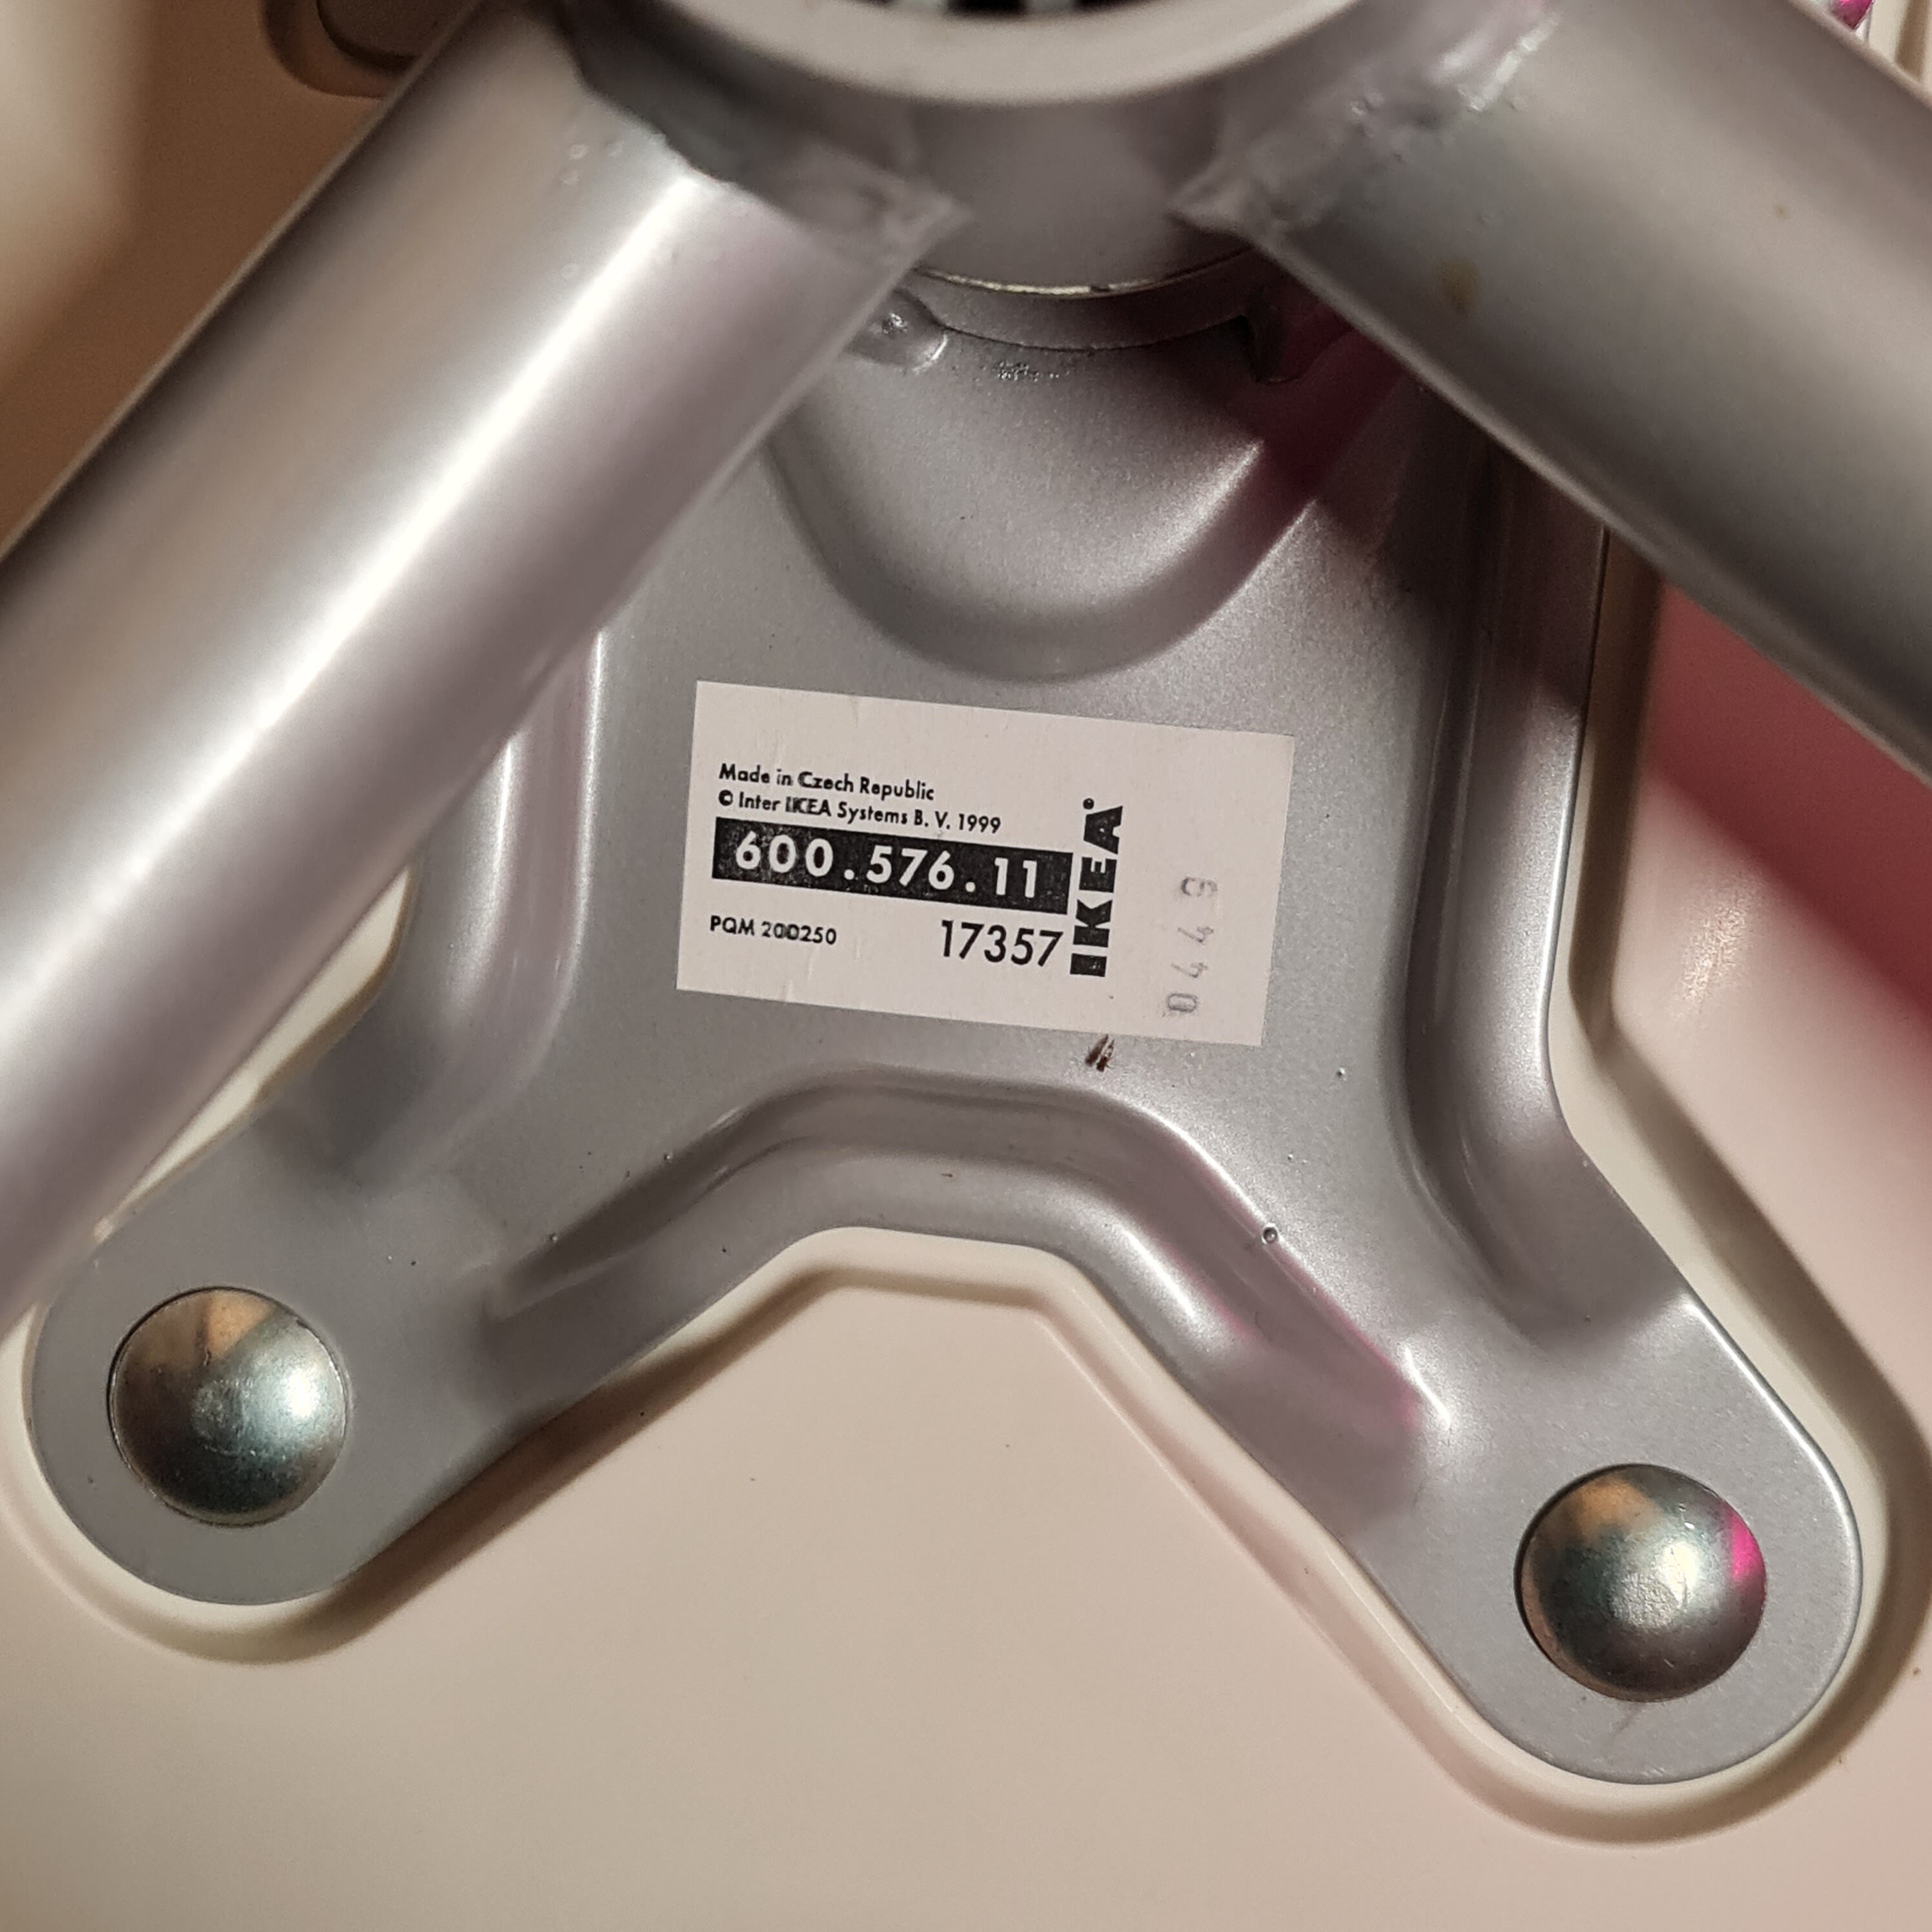 Made in Czech Republic
© Inter IKEA Systems B. V. 1999
600.576.11
PQM 200250
17357
IKEA®
0449